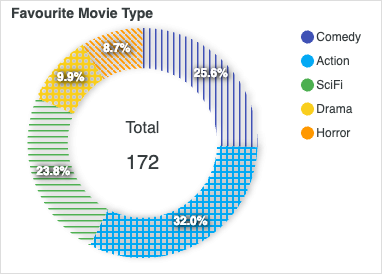 Favourite Movie Type
Comedy
Action
SciFi
Drama
Horror
8.7%
25.6%
9.9%
Total
172
23.8%
32.0%